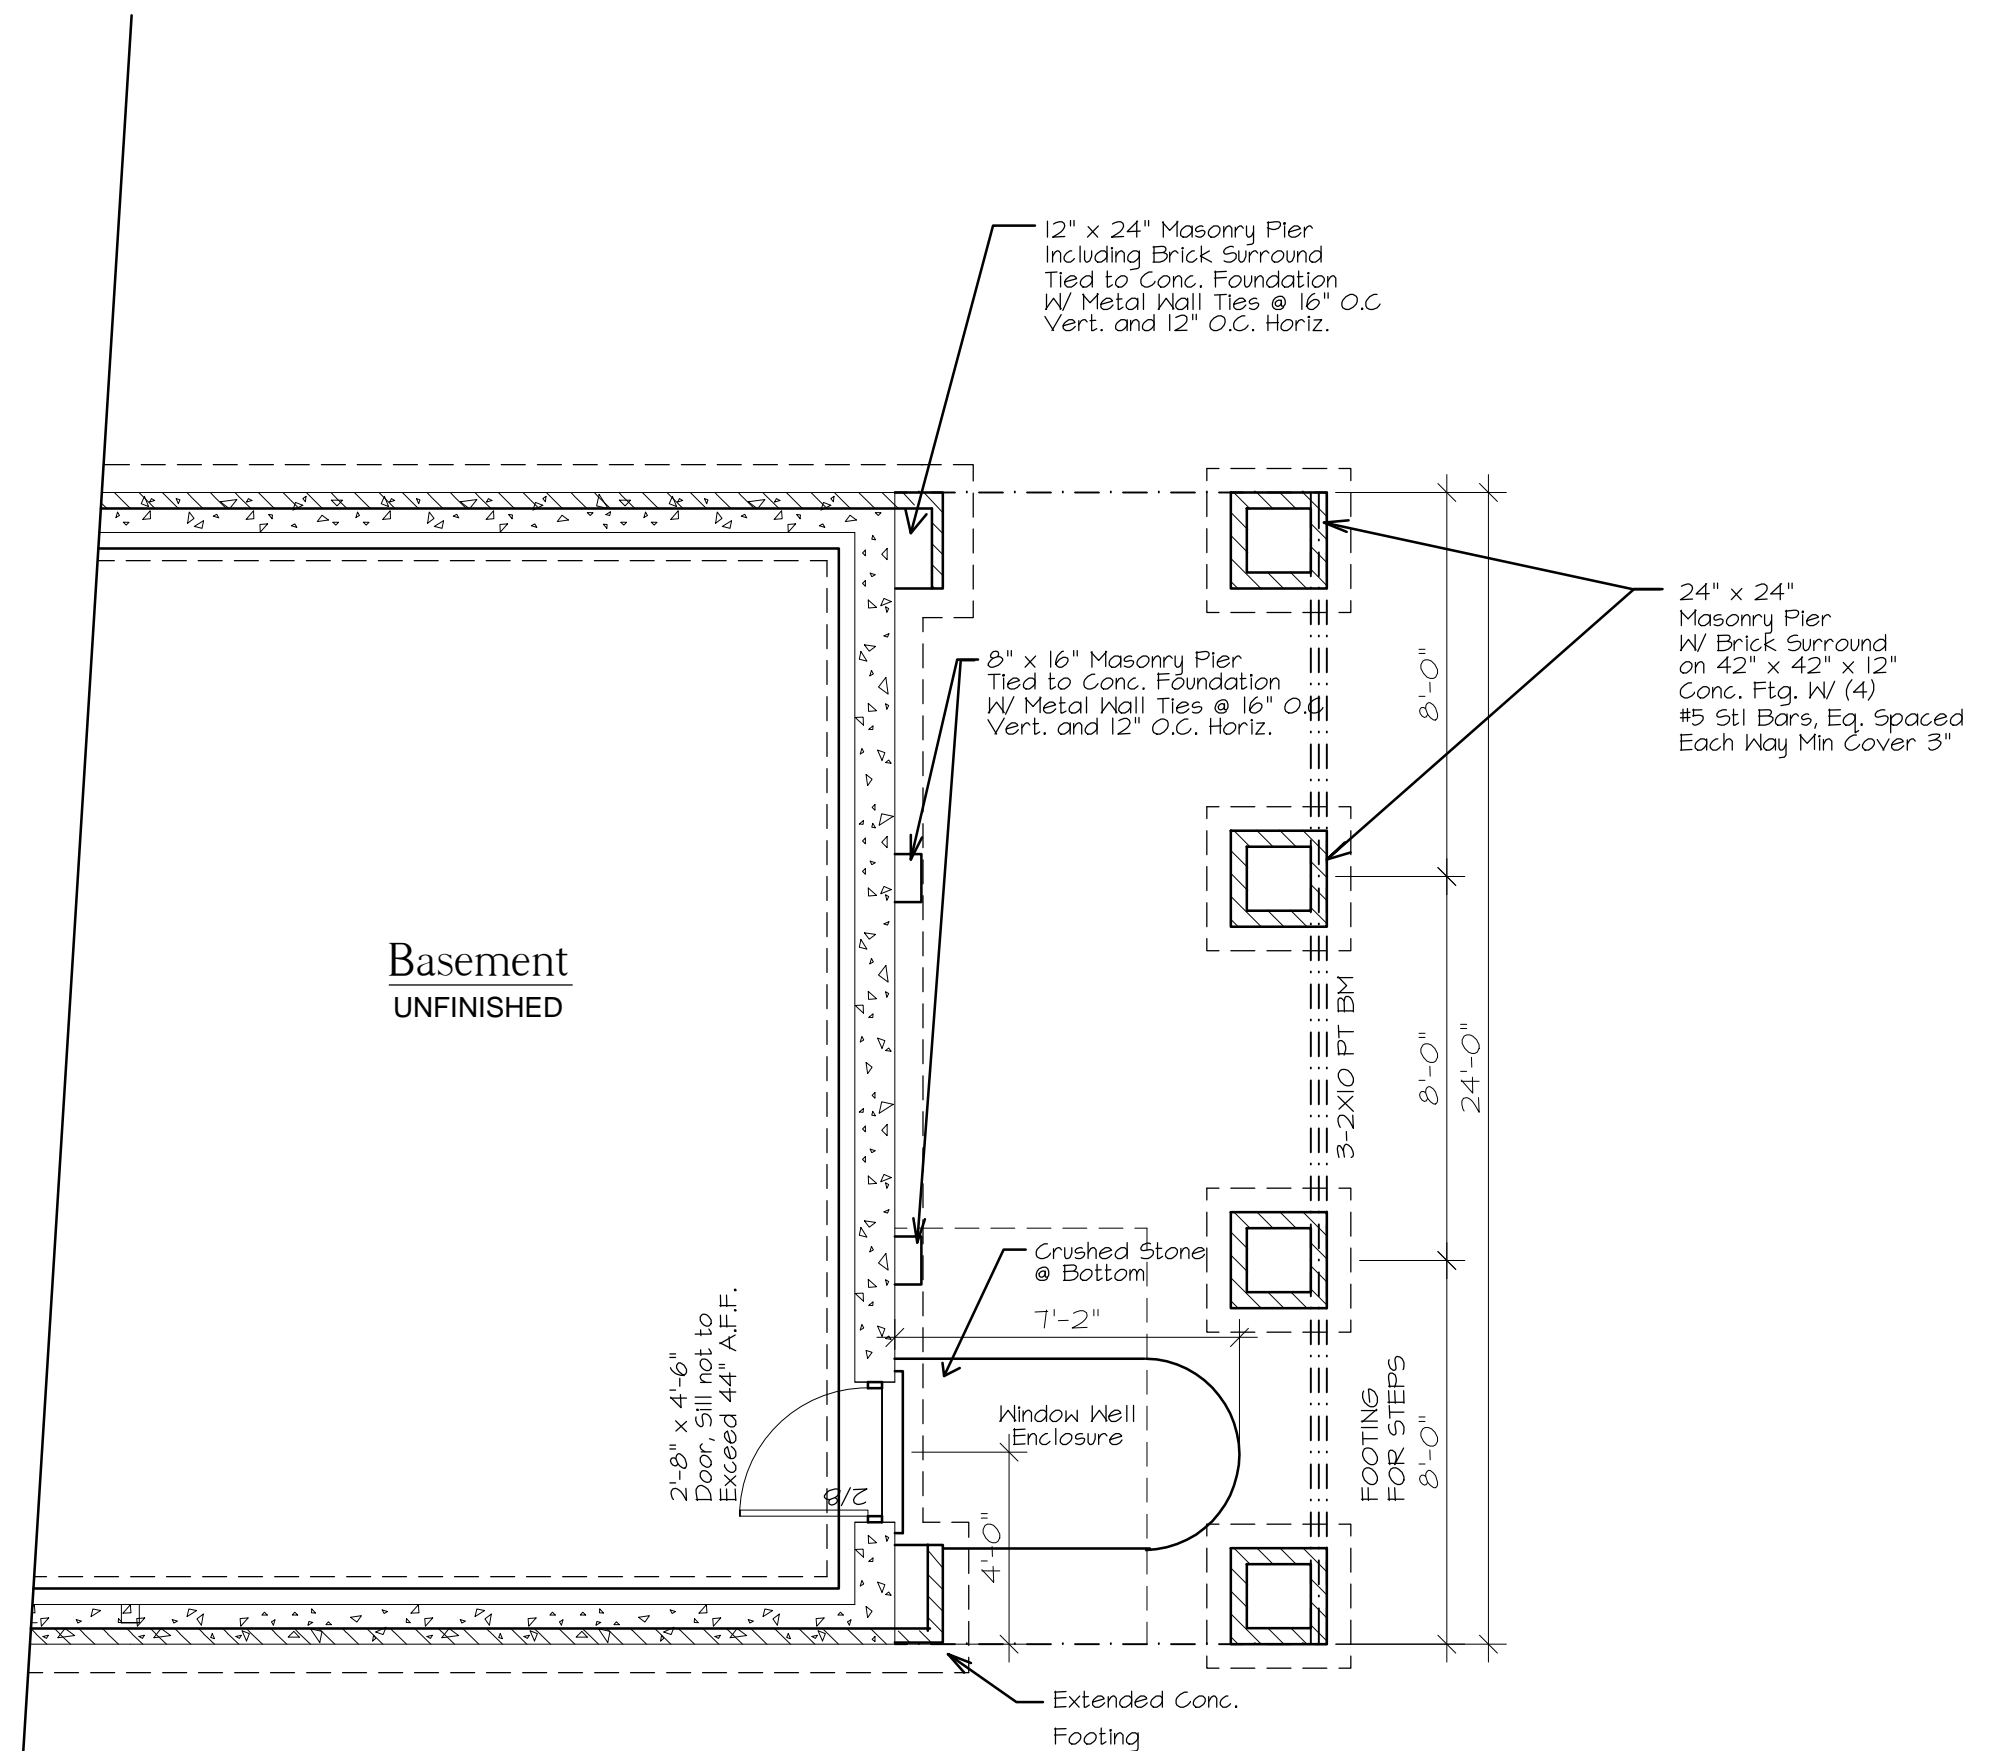 12" x 24" Masonry Pier
Including Brick Surround
Tied to Conc. Foundation
W/ Metal Wall Ties @ 16" O.C
Vert. and 12" O.C. Horiz.
24" x 24"
Masonry Pier
W/ Brick Surround
on 42" x 42" x 12"
Conc. Ftg. W/ (4)
#5 Stl Bars, Eq. Spaced
Each Way Min Cover 3"
8" x 16" Masonry Pier
Tied to Conc. Foundation
W/ Metal Wall Ties @ 16" O.C
Vert. and 12" O.C. Horiz.
8'-0"
Basement
UNFINISHED
3-2X10 PT BM
8'-0"
24'-0"
Crushed Stone
@ Bottom
7'-2"
2'-8" x 4'-6"
Door, Sill not to
Exceed 44" A.F.F.
Window Well
Enclosure
FOOTING
FOR STEPS
8'-0"
2/8
4'-0"
Extended Conc.
Footing